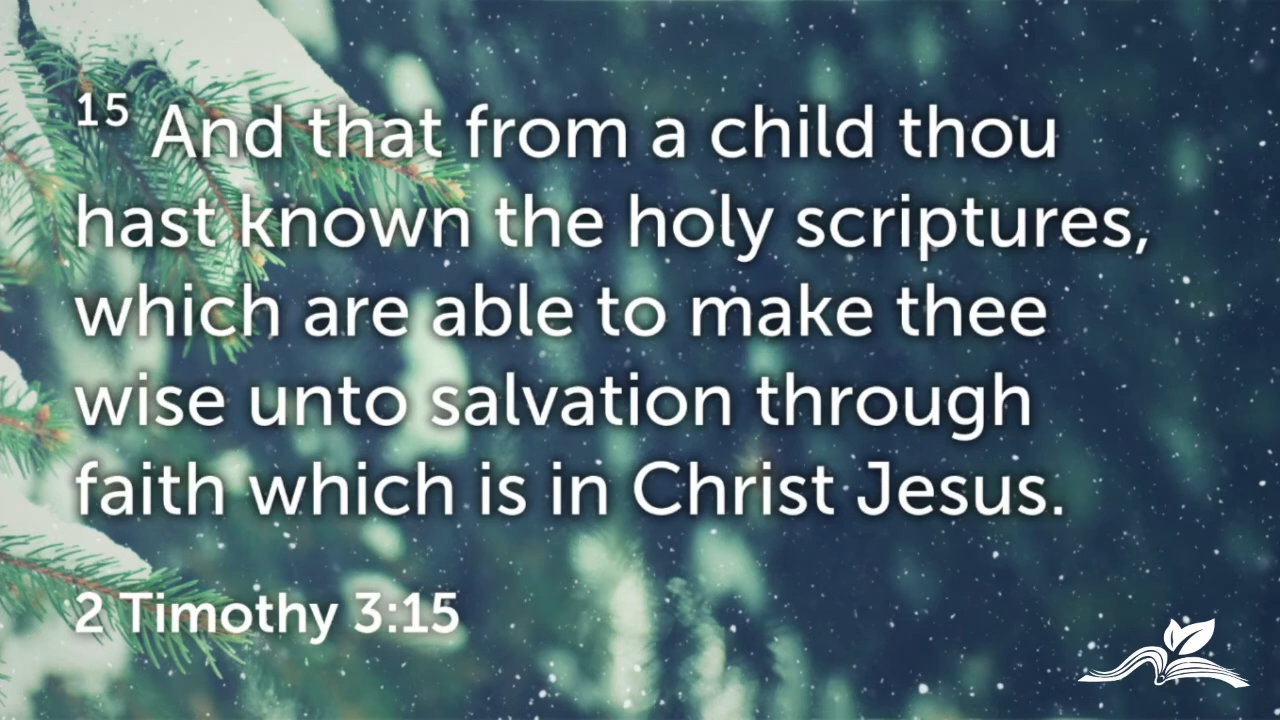 15 And that from a child thou
hast known the holy scriptures,
which are able to make thee
wise unto salvation through
faith which is in Christ Jesus.
2 Timothy 3:15